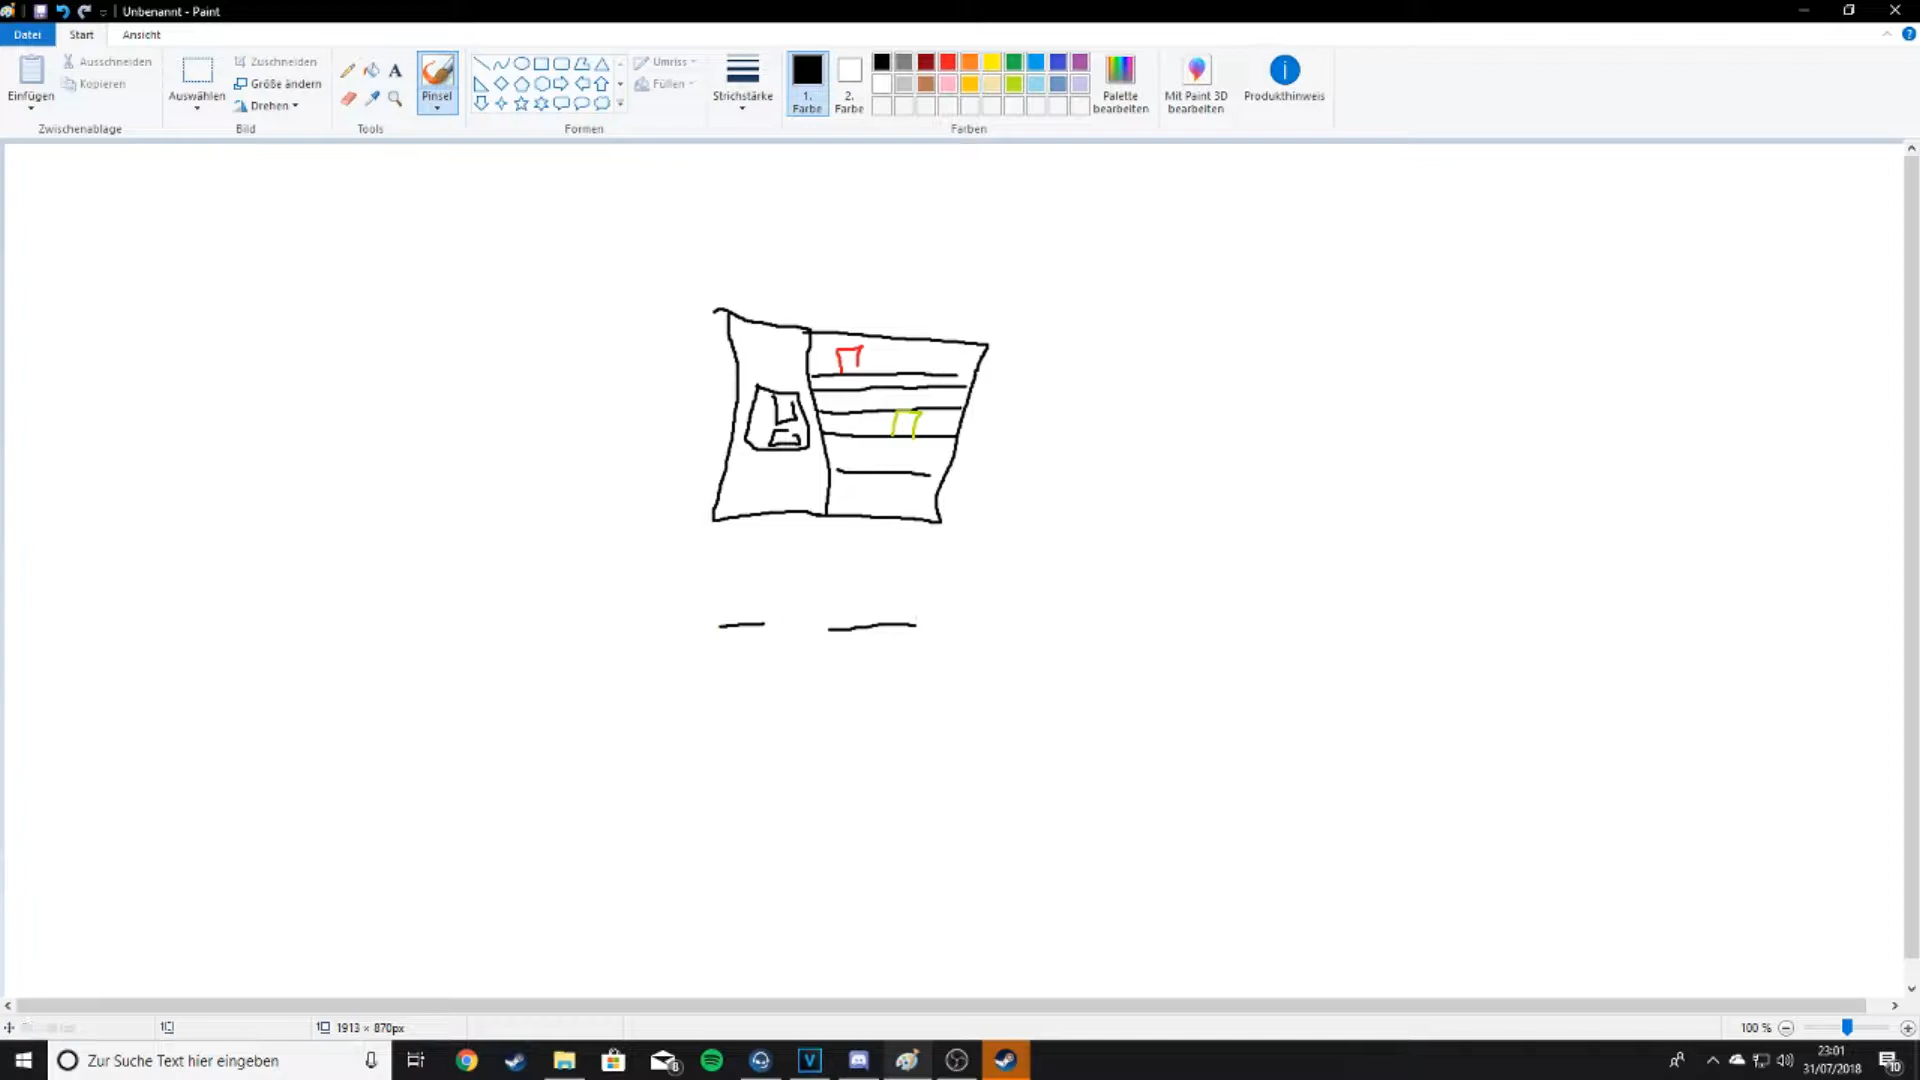 Unbenannt - Paint
Datei Start Ansicht
Einfügen
Ausschneiden
Kopieren
Zwischenablage
Auswählen
Zuschneiden
Größe ändern
Drehen
Bild
A
Tools
Pinsel
Formen
Umriss
Füllen
Strichstärke
1.
Farbe
2.
Farbe
Farben
Palette
bearbeiten
Mit Paint 3D
bearbeiten
Produkthinweis
1913 × 870px
100 %
Zur Suche Text hier eingeben
8
V
23:01
31/07/2018
10